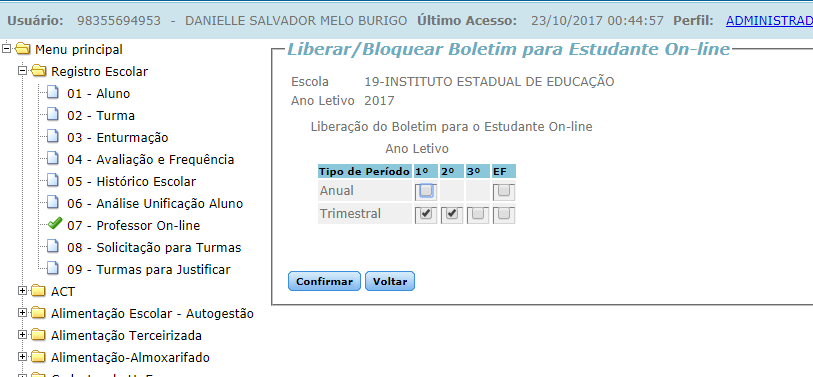 Usuário: 98355694953 - DANIELLE SALVADOR MELO BURIGO Último Acesso: 23/10/2017 00:44:57 Perfil: ADMINISTRAD
Menu principal
Registro Escolar
01 - Aluno
02 - Turma
03 - Enturmação
04 - Avaliação e Frequência
05 - Histórico Escolar
06 - Análise Unificação Aluno
07 - Professor On-line
08 - Solicitação para Turmas
09 - Turmas para Justificar
ACT
Alimentação Escolar - Autogestão
Alimentação Terceirizada
Alimentação-Almoxarifado
Liberar/Bloquear Boletim para Estudante On-line
Escola 19-INSTITUTO ESTADUAL DE EDUCAÇÃO
Ano Letivo 2017
Liberação do Boletim para o Estudante On-line
Ano Letivo
Tipo de Período 1º 2º 3º EF
Anual
Trimestral
Confirmar Voltar